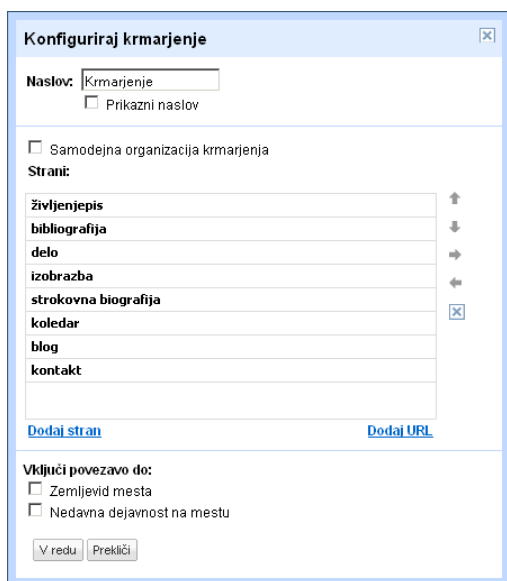 Konfiguriraj krmarjenje
Naslov: Krmarjenje
Prikazni naslov
Samodejna organizacija krmarjenja
Strani:
življenjepis
bibliografija
delo
izobrazba
strokovna biografija
koledar
blog
kontakt
Dodaj stran Dodaj URL
Vključi povezavo do:
Zemljevid mesta
Nedavna dejavnost na mestu
V redu Prekliči